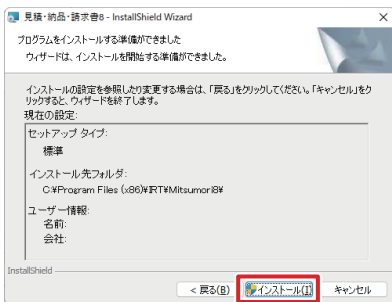 見積・納品・請求書8 - InstallShield Wizard
プログラムをインストールする準備ができました
ウィザードは、インストールを開始する準備ができました。
インストールの設定を参照したり変更する場合は、「戻る」をクリックしてください。「キャンセル」をク
リックすると、ウィザードを終了します。
現在の設定:
セットアップ タイプ:
標準
インストール先フォルダ:
C:¥Program Files (x86)¥IRT¥Mitsumori8¥
ユーザー情報:
名前:
会社:
InstallShield
< 戻る(B)
インストール(I)
キャンセル